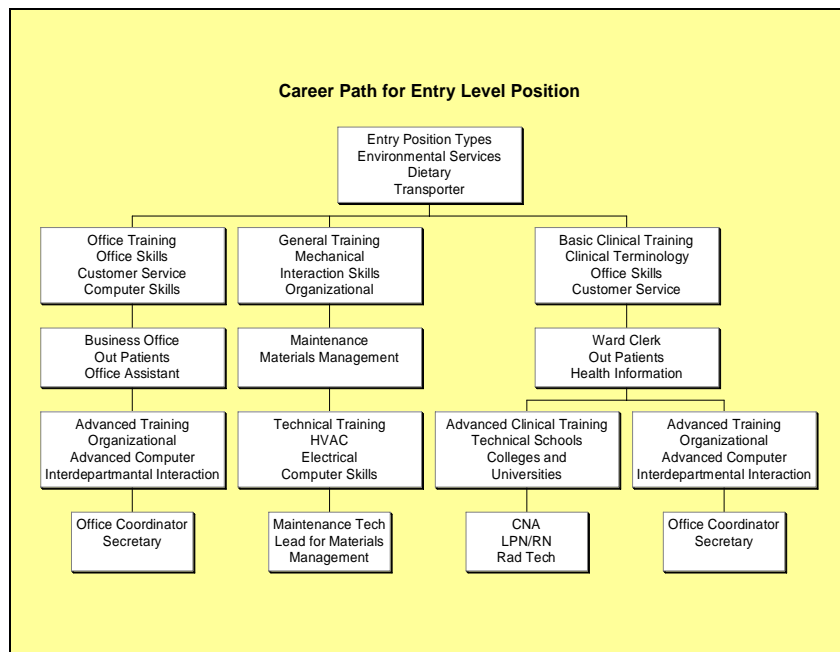 Career Path for Entry Level Position
Entry Position Types
Environmental Services
Dietary
Transporter
Office Training
Office Skills
Customer Service
Computer Skills
General Training
Mechanical
Interaction Skills
Organizational
Basic Clinical Training
Clinical Terminology
Office Skills
Customer Service
Business Office
Out Patients
Office Assistant
Maintenance
Materials Management
Ward Clerk
Out Patients
Health Information
Advanced Training
Organizational
Advanced Computer
Interdepartmantal Interaction
Technical Training
HVAC
Electrical
Computer Skills
Advanced Clinical Training
Technical Schools
Colleges and
Universities
Advanced Training
Organizational
Advanced Computer
Interdepartmental Interaction
Office Coordinator
Secretary
Maintenance Tech
Lead for Materials
Management
CNA
LPN/RN
Rad Tech
Office Coordinator
Secretary